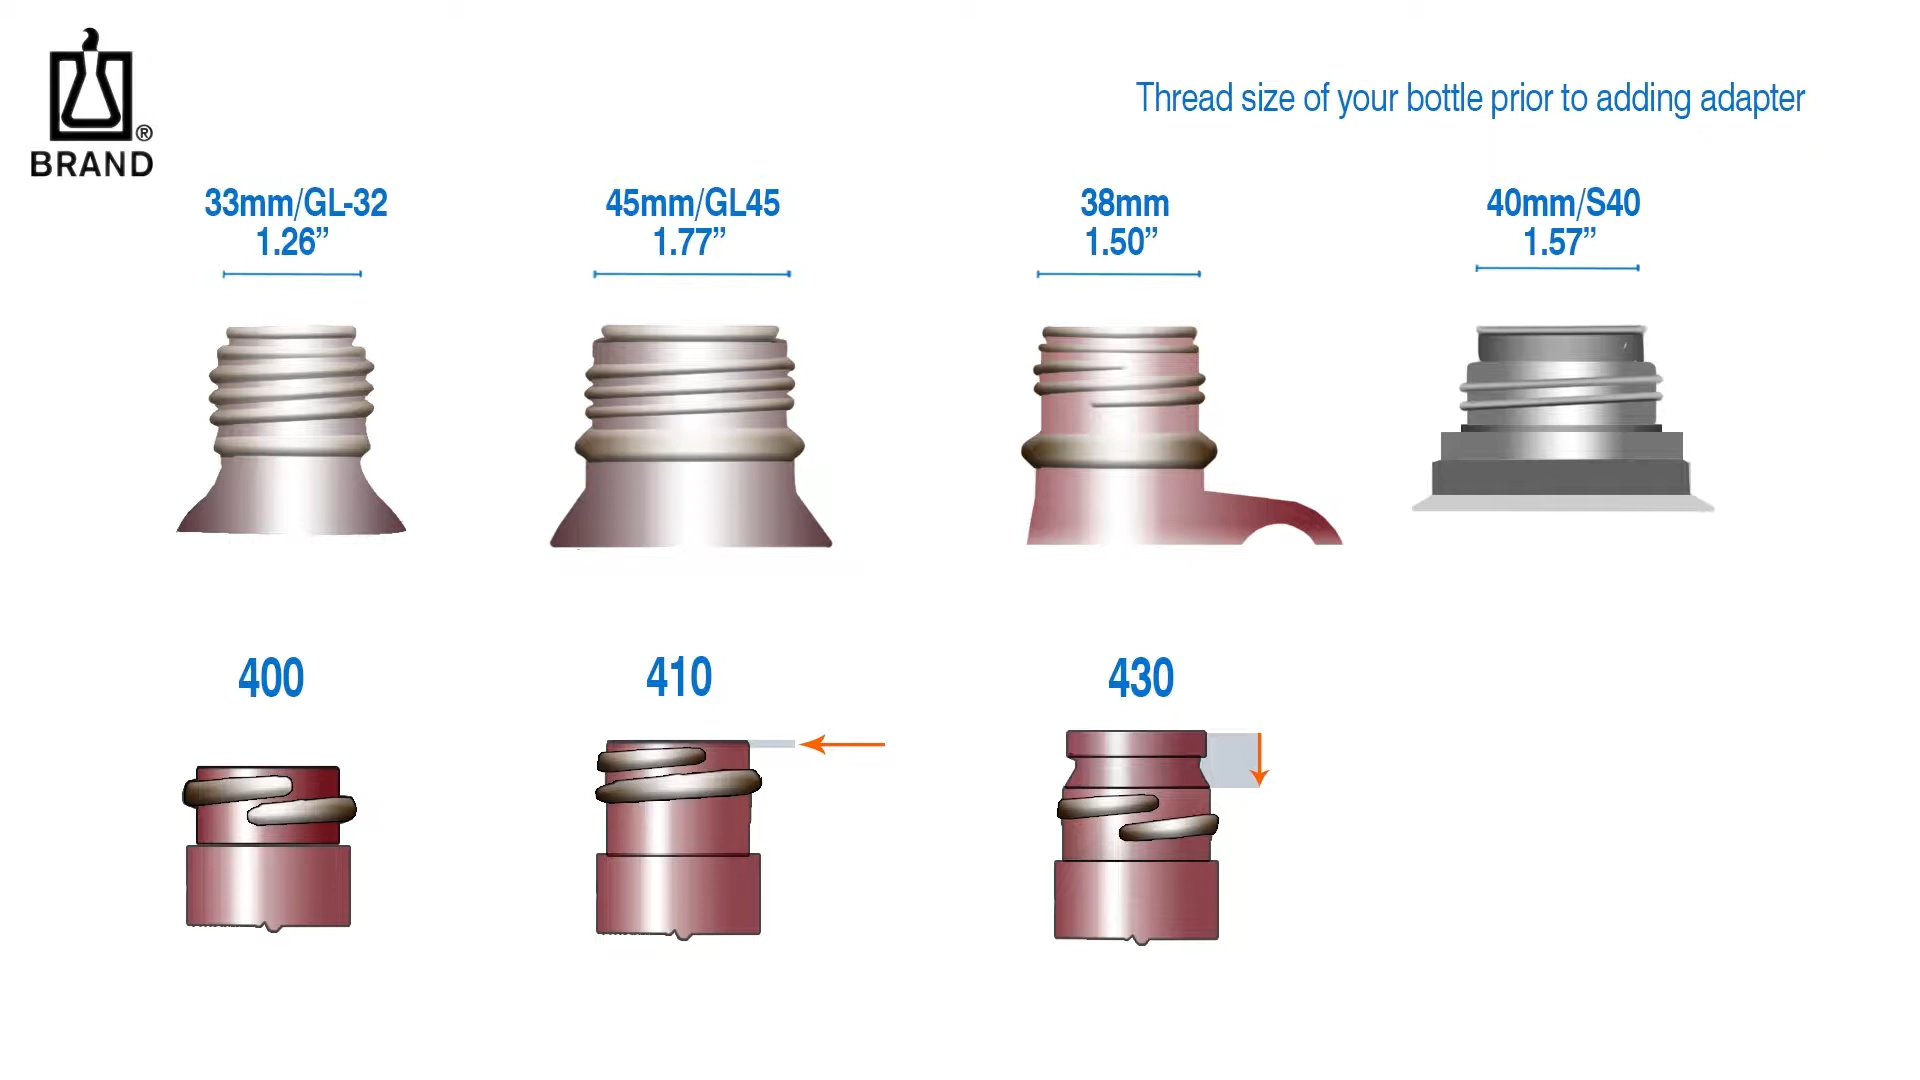 ®
BRAND
Thread size of your bottle prior to adding adapter
33mm/GL-32
1.26”
45mm/GL45
1.77”
38mm
1.50”
40mm/S40
1.57”
400
410
430